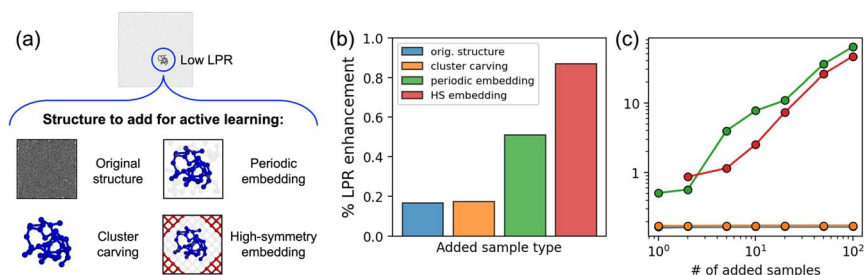 (a)
Low LPR
Structure to add for active learning:
Original
structure
Periodic
embedding
Cluster
carving
High-symmetry
embedding
(b)
% LPR enhancement
1.0
0.8
0.6
0.4
0.2
0.0
orig. structure
cluster carving
periodic embedding
HS embedding
Added sample type
(c)
10
1
10⁰
10¹
10²
# of added samples